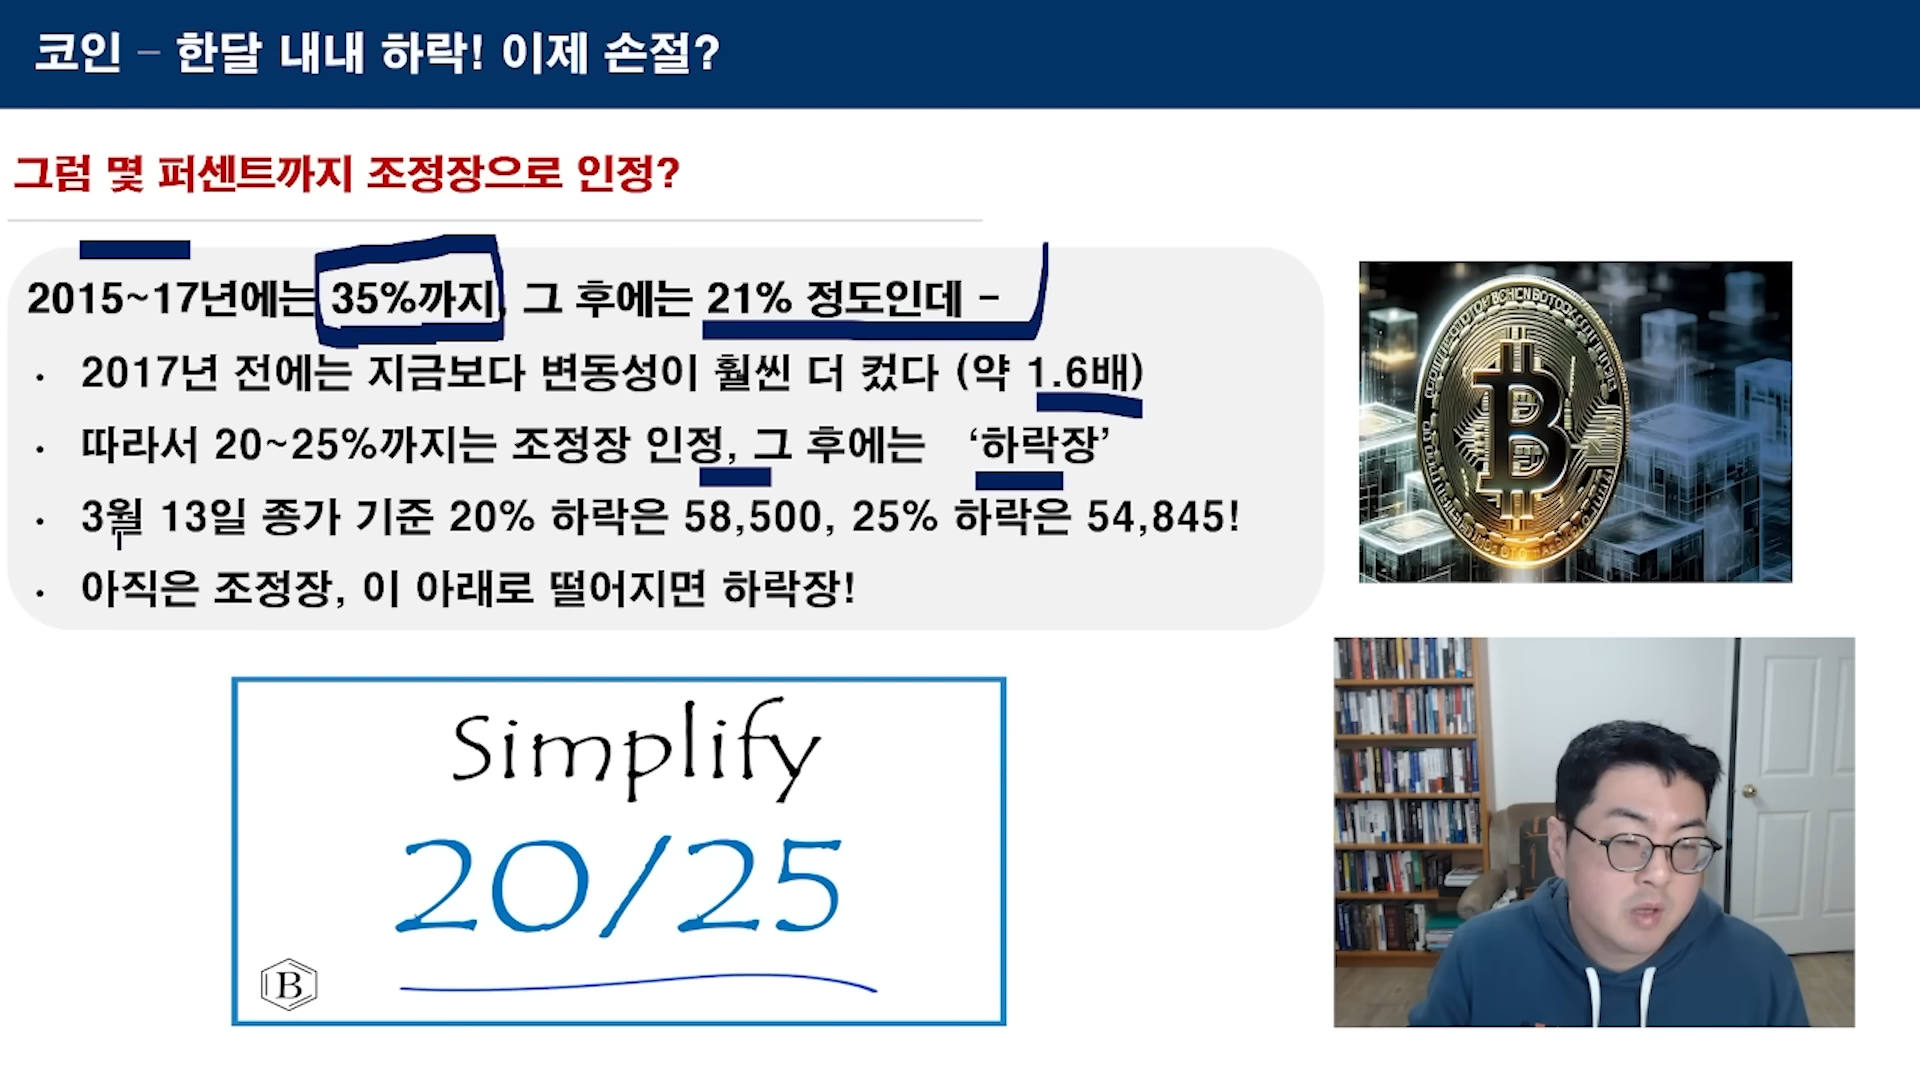 코인 – 한달 내내 하락! 이제 손절?
그럼 몇 퍼센트까지 조정장으로 인정?
2015~17년에는 35%까지, 그 후에는 21% 정도인데 –
· 2017년 전에는 지금보다 변동성이 훨씬 더 컸다 (약 1.6배)
· 따라서 20~25%까지는 조정장 인정, 그 후에는 ‘하락장’
· 3월 13일 종가 기준 20% 하락은 58,500, 25% 하락은 54,845!
· 아직은 조정장, 이 아래로 떨어지면 하락장!
Simplify
20/25
B